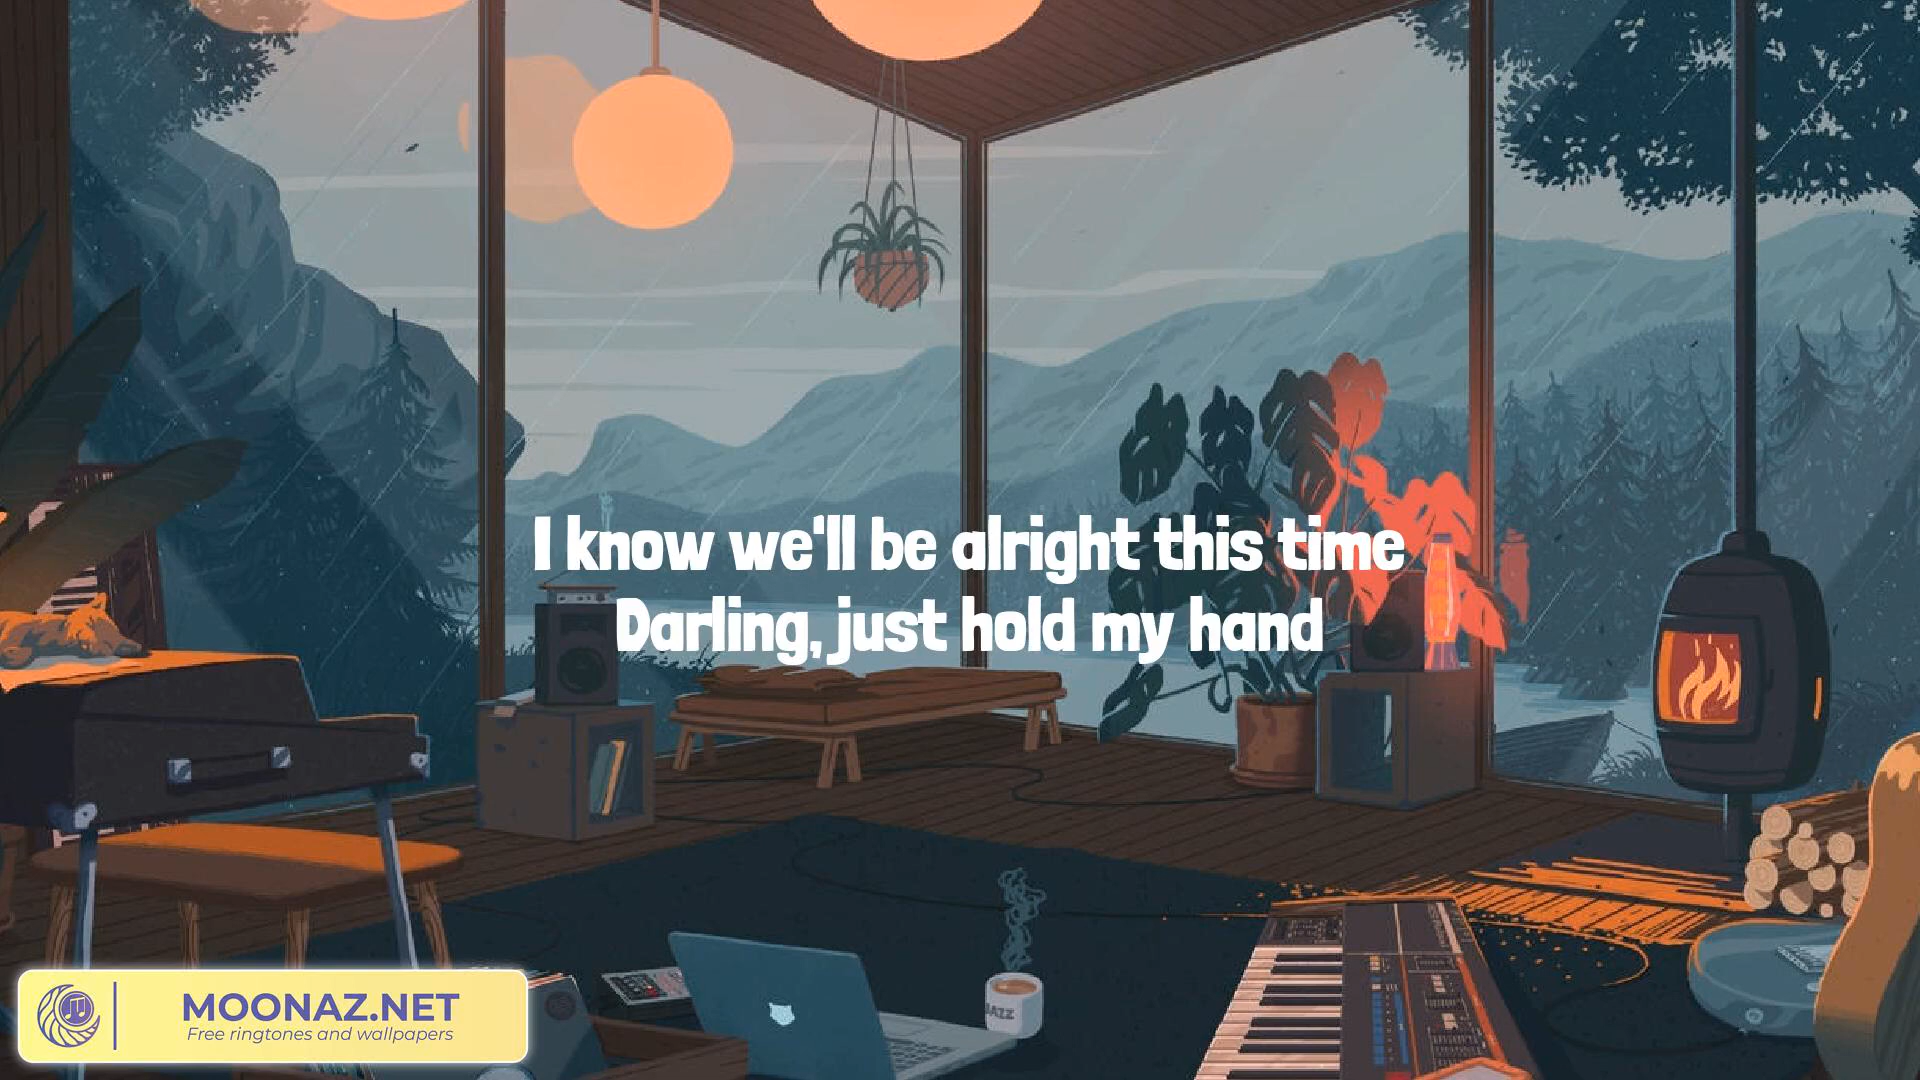 I know we'll be alright this time
Darling, just hold my hand
JAZZ
MOONAZ.NET
Free ringtones and wallpapers